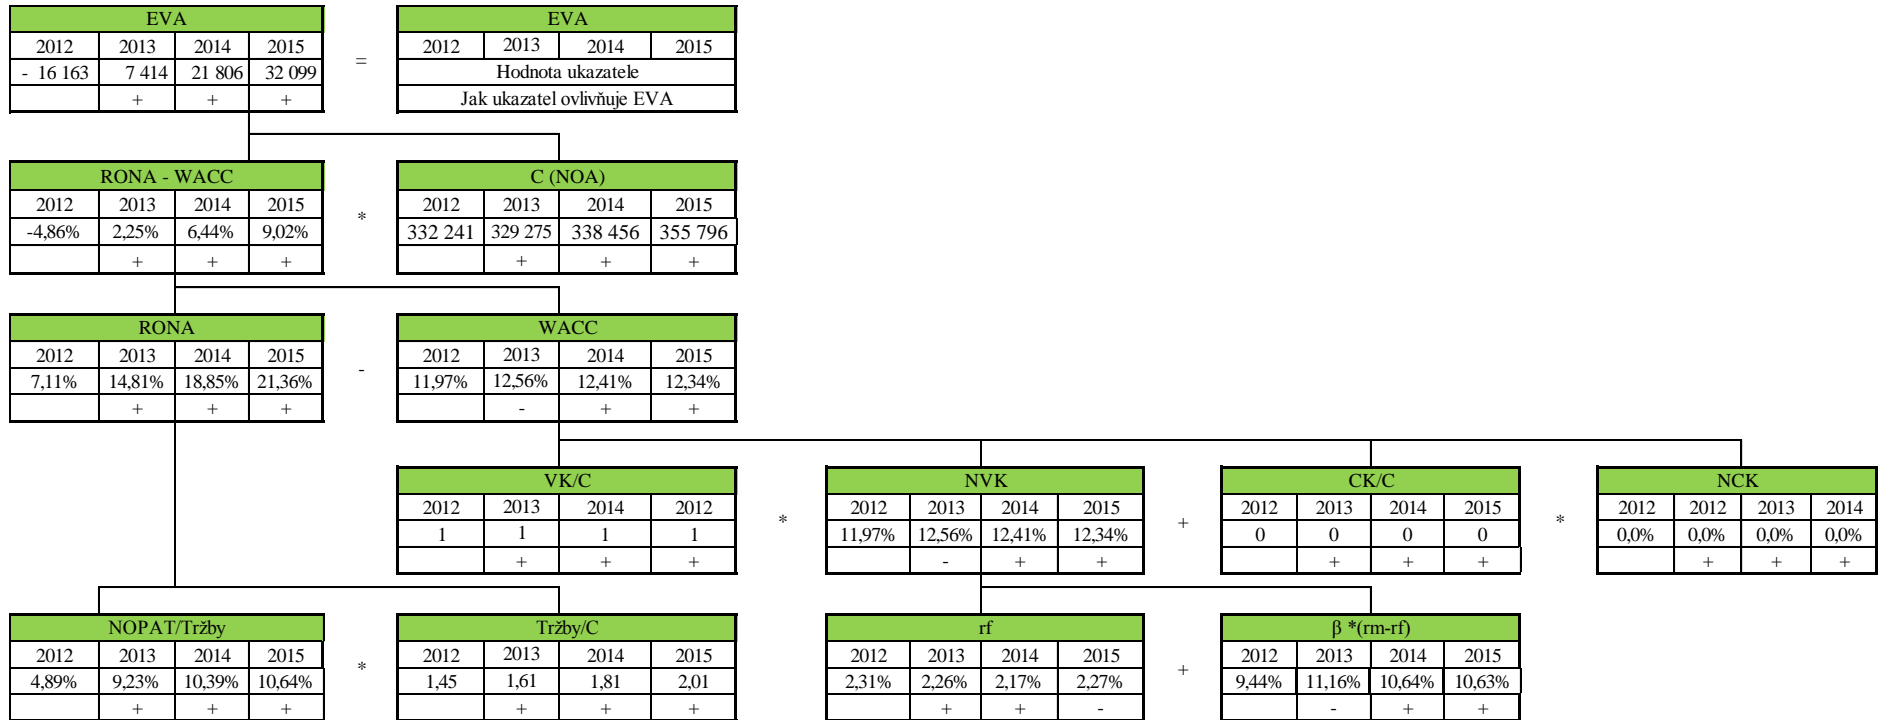 EVA EVA
2012 2013 2014 2015 2012 2013 2014 2015
- 16 163 7 414 21 806 32 099 = Hodnota ukazatele
+ + + Jak ukazatel ovlivňuje EVA
RONA - WACC C (NOA)
2012 2013 2014 2015 * 2012 2013 2014 2015
-4,86% 2,25% 6,44% 9,02% 332 241 329 275 338 456 355 796
+ + + + + +
RONA WACC
2012 2013 2014 2015 - 2012 2013 2014 2015
7,11% 14,81% 18,85% 21,36% 11,97% 12,56% 12,41% 12,34%
+ + + - + +
VK/C NVK CK/C NCK
2012 2013 2014 2012 * 2012 2013 2014 2015 + 2012 2013 2014 2015 * 2012 2012 2013 2014
1 1 1 1 11,97% 12,56% 12,41% 12,34% 0 0 0 0 0,0% 0,0% 0,0% 0,0%
+ + + - + + + + + + + +
NOPAT/Tržby Tržby/C rf β *(rm-rf)
2012 2013 2014 2015 * 2012 2013 2014 2015 2012 2013 2014 2015 + 2012 2013 2014 2015
4,89% 9,23% 10,39% 10,64% 1,45 1,61 1,81 2,01 2,31% 2,26% 2,17% 2,27% 9,44% 11,16% 10,64% 10,63%
+ + + + + + + + - - + +